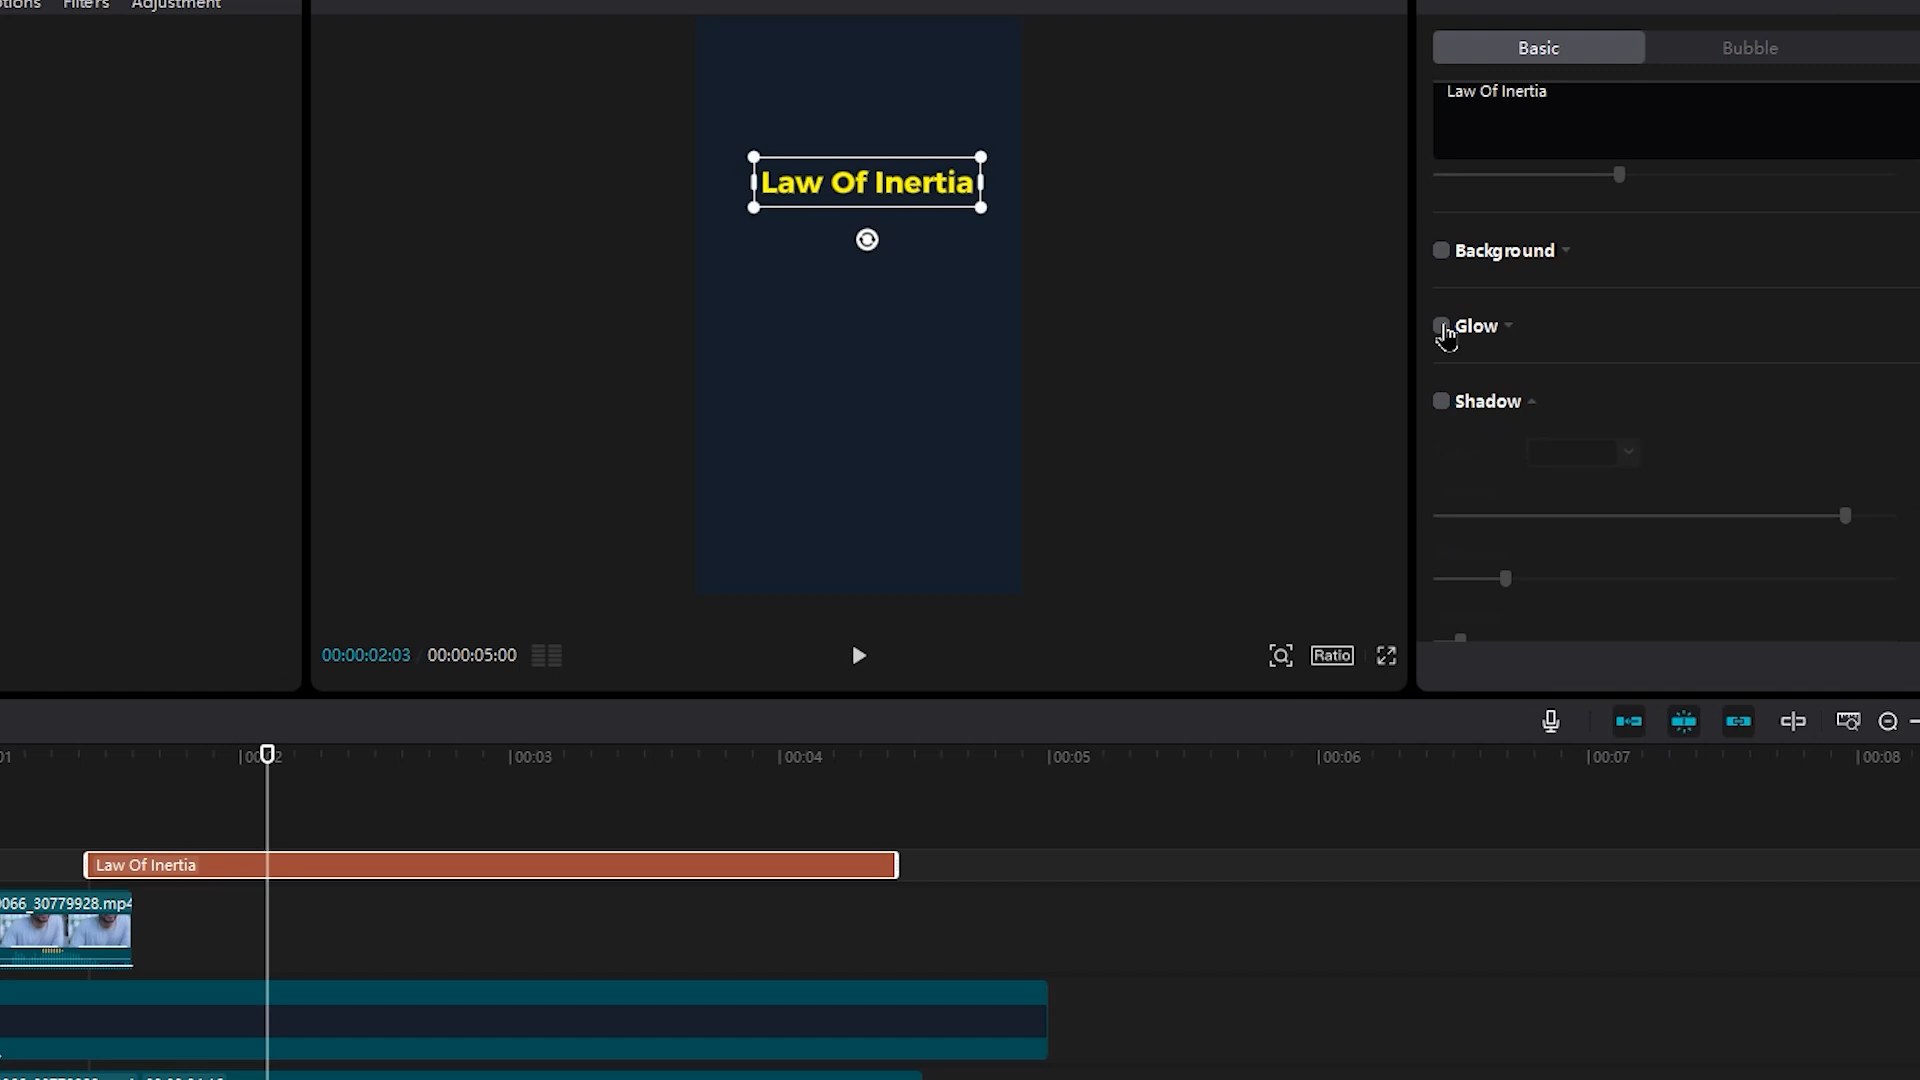 Filters
Adjustment
Basic
Bubble
Law Of Inertia
Law Of Inertia
Background
Glow
Shadow
00:00:02:03
00:00:05:00
Ratio
00:03
00:04
00:05
00:06
00:07
00:08
Law Of Inertia
066_30779928.mp4